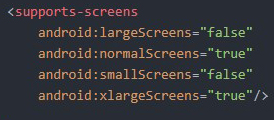 <supports-screens
android:largeScreens="false"
android:normalScreens="true"
android:smallScreens="false"
android:xlargeScreens="true"/>